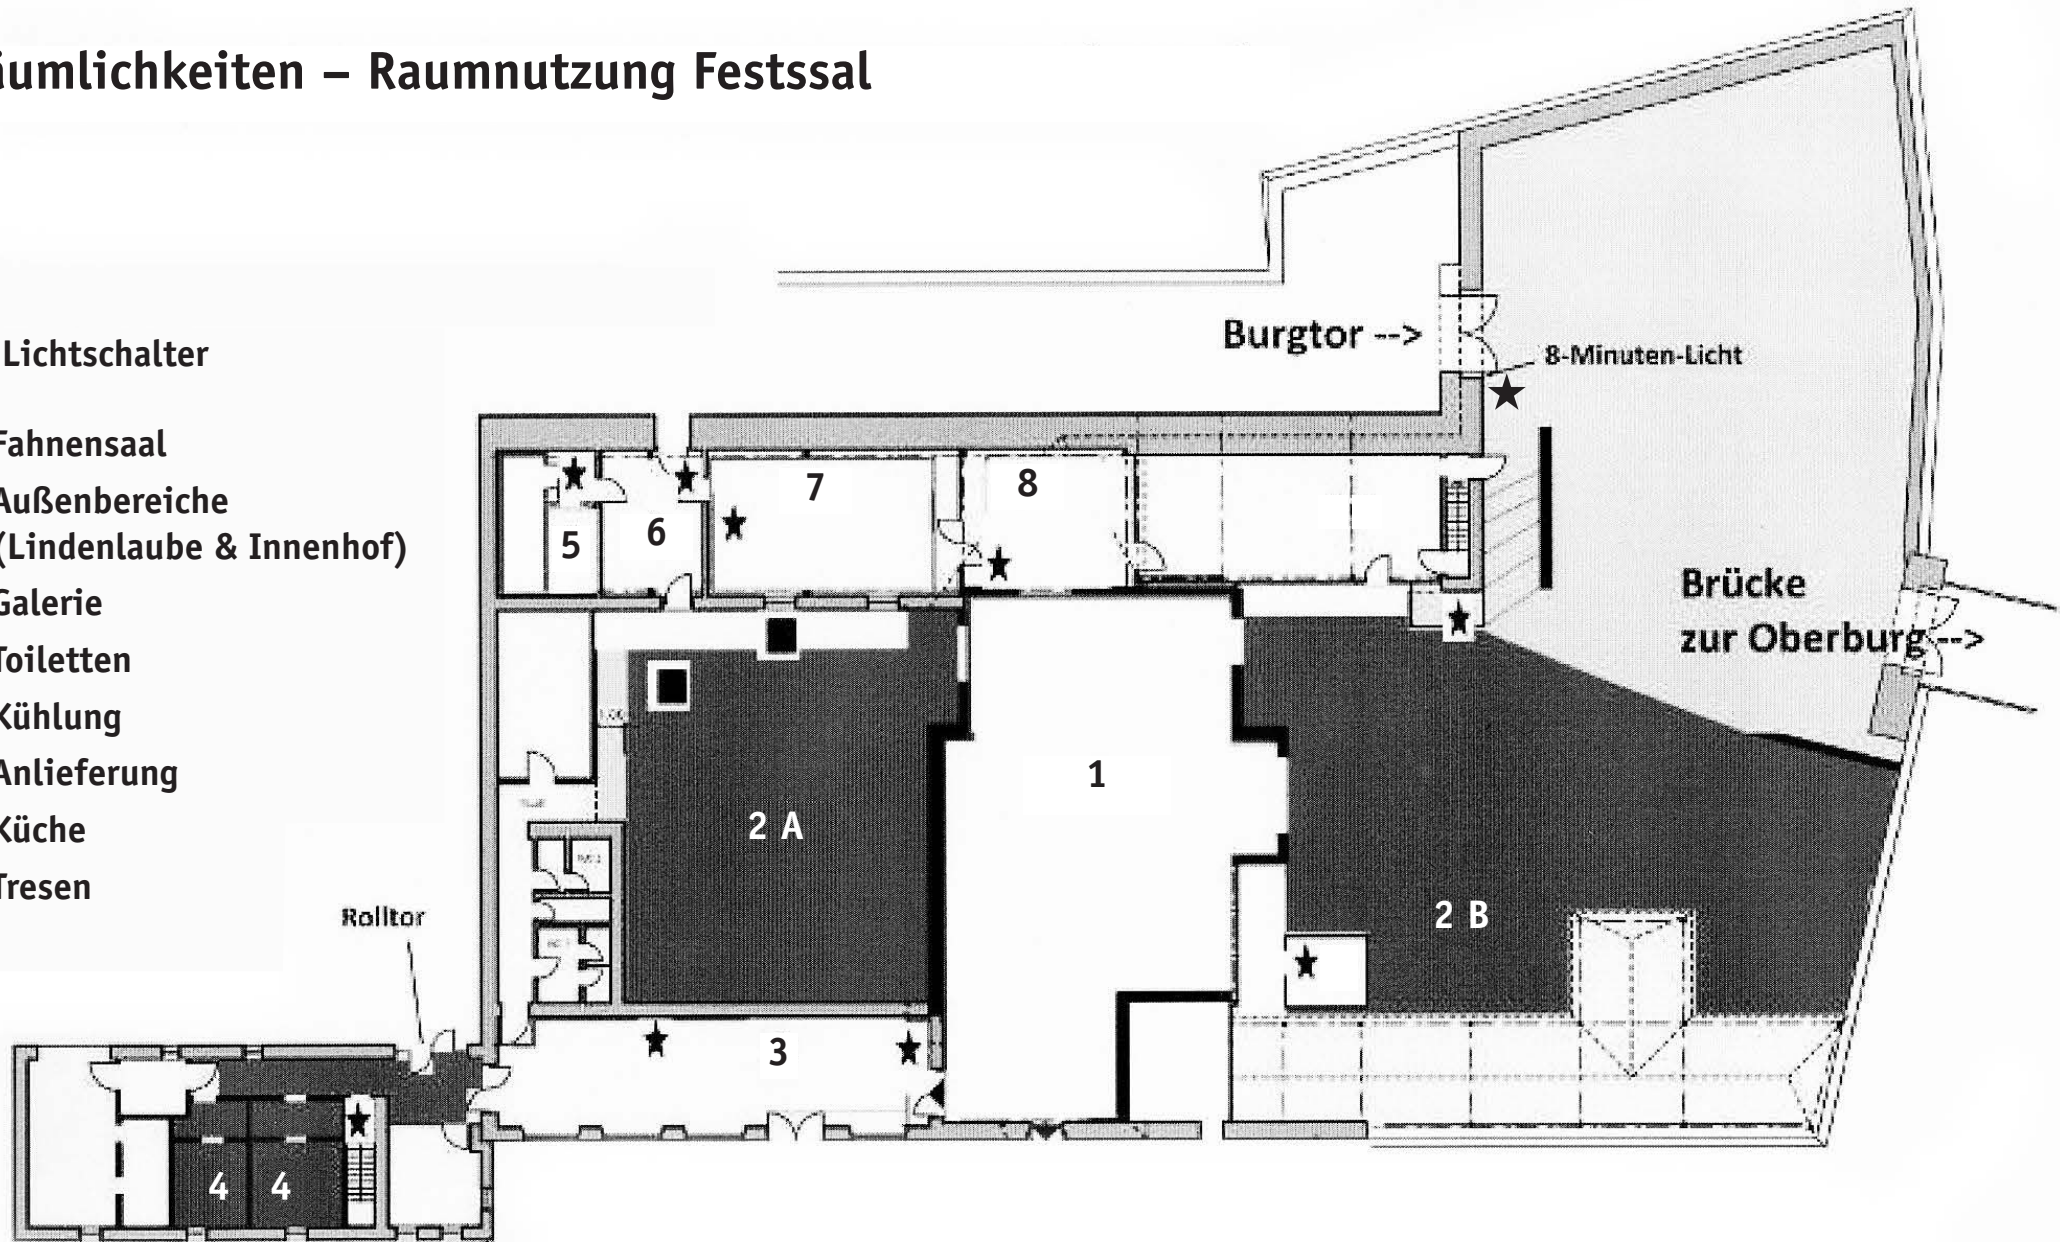 äumlichkeiten – Raumnutzung Festssal
Burgtor -->
8-Minuten-Licht
Lichtschalter
Fahnensaal
Außenbereiche
(Lindenlaube & Innenhof)
Galerie
Toiletten
Kühlung
Anlieferung
Küche
Tresen
7
8
5
6
Brücke
zur Oberburg -->
1
2 A
2 B
Rolltor
3
4
4